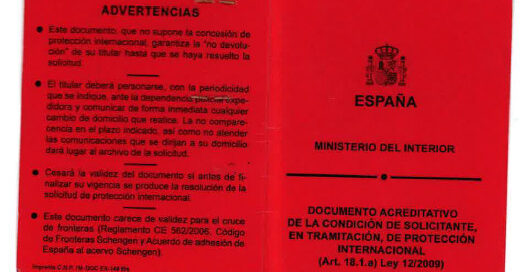 ADVERTENCIAS
● Este documento, que no supone la concesión de
protección internacional, garantiza la "no devolu-
ción" de su titular hasta que se haya resuelto la
solicitud.
● El titular deberá personarse, con la periodicidad
que se indique, ante la dependencia policial expe-
didora y comunicar de forma inmediata cualquier
cambio de domicilio que realice. La no compare-
cencia en el plazo indicado, así como no atender
las comunicaciones que se dirijan a su domicilio
dará lugar al archivo de la solicitud.
● Cesará la validez del documento si antes de fi-
nalizar su vigencia se produce la resolución de la
solicitud de protección internacional.
● Este documento carece de validez para el cruce
de fronteras (Reglamento CE 562/2006, Código
de Fronteras Schengen y Acuerdo de adhesión de
España al acervo Schengen).
ESPAÑA
MINISTERIO DEL INTERIOR
DOCUMENTO ACREDITATIVO
DE LA CONDICIÓN DE SOLICITANTE,
EN TRAMITACIÓN, DE PROTECCIÓN
INTERNACIONAL
(Art. 18.1.a) Ley 12/2009)